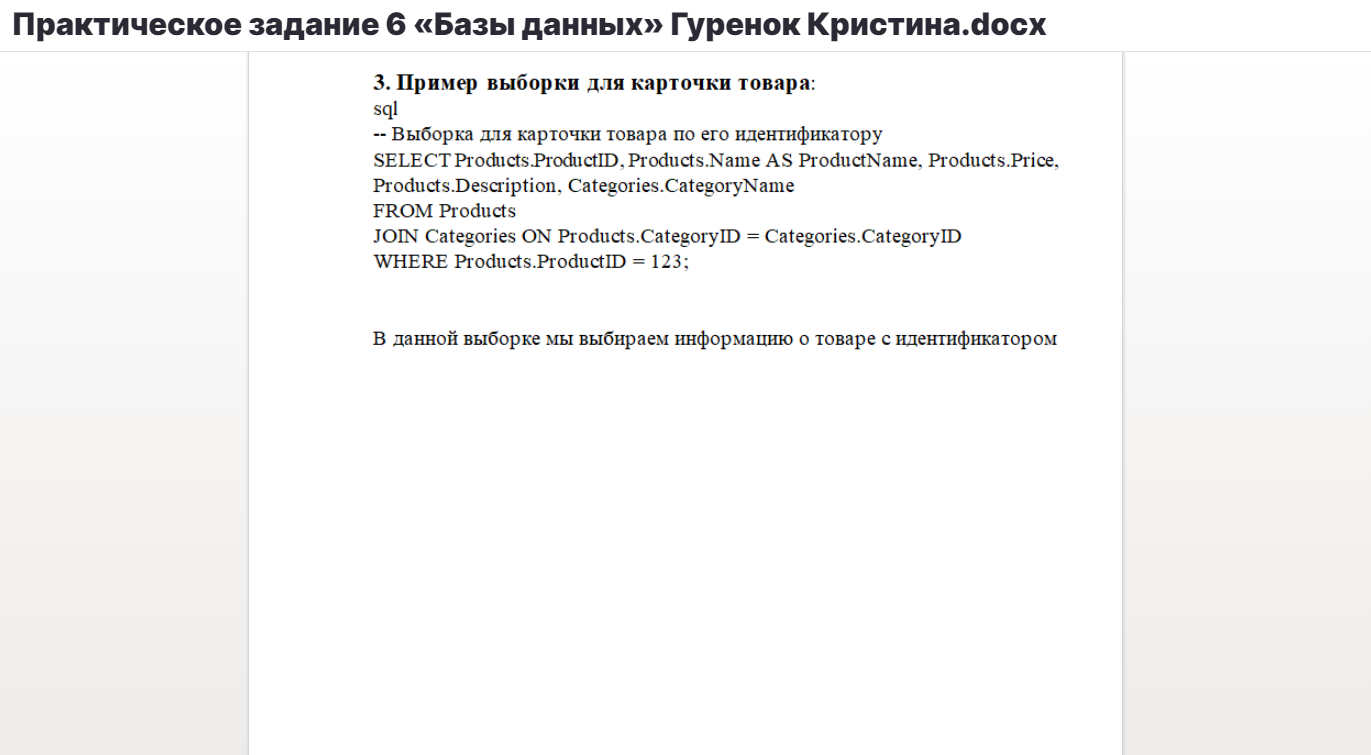 Практическое задание 6 «Базы данных» Гуренок Кристина.docx
3. Пример выборки для карточки товара:
sql
-- Выборка для карточки товара по его идентификатору
SELECT Products.ProductID, Products.Name AS ProductName, Products.Price,
Products.Description, Categories.CategoryName
FROM Products
JOIN Categories ON Products.CategoryID = Categories.CategoryID
WHERE Products.ProductID = 123;
В данной выборке мы выбираем информацию о товаре с идентификатором